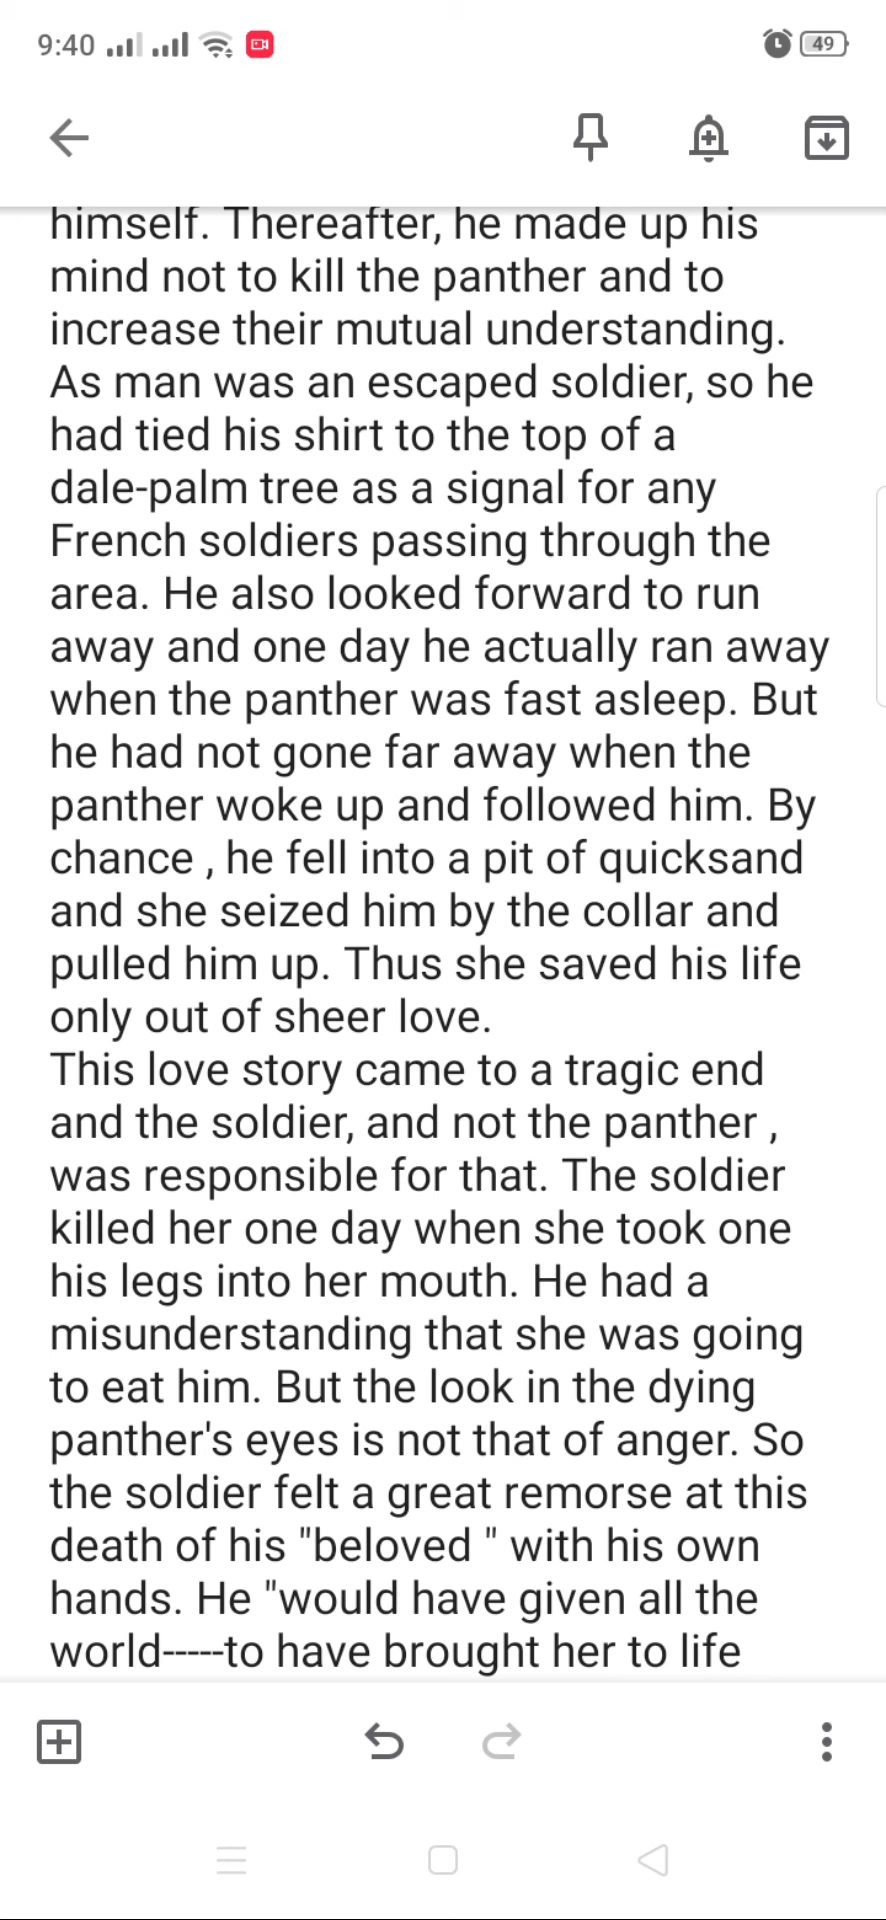 9:40
49
himself. Thereafter, he made up his
mind not to kill the panther and to
increase their mutual understanding.
As man was an escaped soldier, so he
had tied his shirt to the top of a
dale-palm tree as a signal for any
French soldiers passing through the
area. He also looked forward to run
away and one day he actually ran away
when the panther was fast asleep. But
he had not gone far away when the
panther woke up and followed him. By
chance , he fell into a pit of quicksand
and she seized him by the collar and
pulled him up. Thus she saved his life
only out of sheer love.
This love story came to a tragic end
and the soldier, and not the panther ,
was responsible for that. The soldier
killed her one day when she took one
his legs into her mouth. He had a
misunderstanding that she was going
to eat him. But the look in the dying
panther's eyes is not that of anger. So
the soldier felt a great remorse at this
death of his "beloved " with his own
hands. He "would have given all the
world-----to have brought her to life